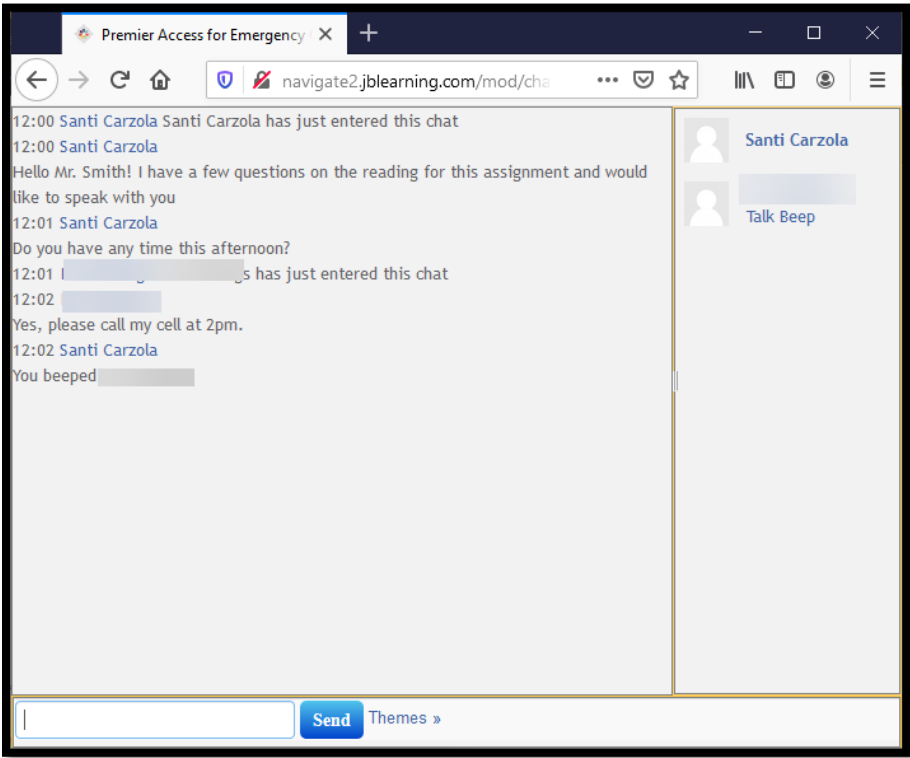 Premier Access for Emergency
navigate2.jblearning.com/mod/cha
12:00 Santi Carzola Santi Carzola has just entered this chat
12:00 Santi Carzola
Hello Mr. Smith! I have a few questions on the reading for this assignment and would
like to speak with you
12:01 Santi Carzola
Do you have any time this afternoon?
12:01 has just entered this chat
12:02
Yes, please call my cell at 2pm.
12:02 Santi Carzola
You beeped
Santi Carzola
Talk Beep
Send Themes »